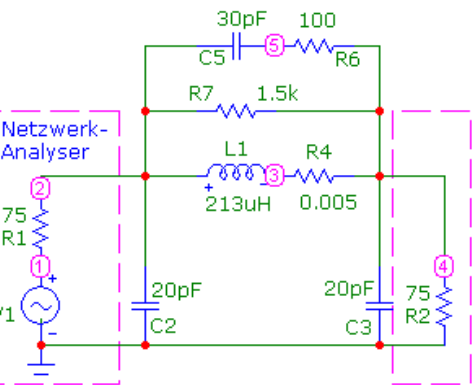 30pF 100
5
C5 R6
R7 1.5k
Netzwerk-
Analyser
L1 R4
3
213uH 0.005
2
75
R1
1
+
-
20pF
C2
20pF
C3
4
75
R2